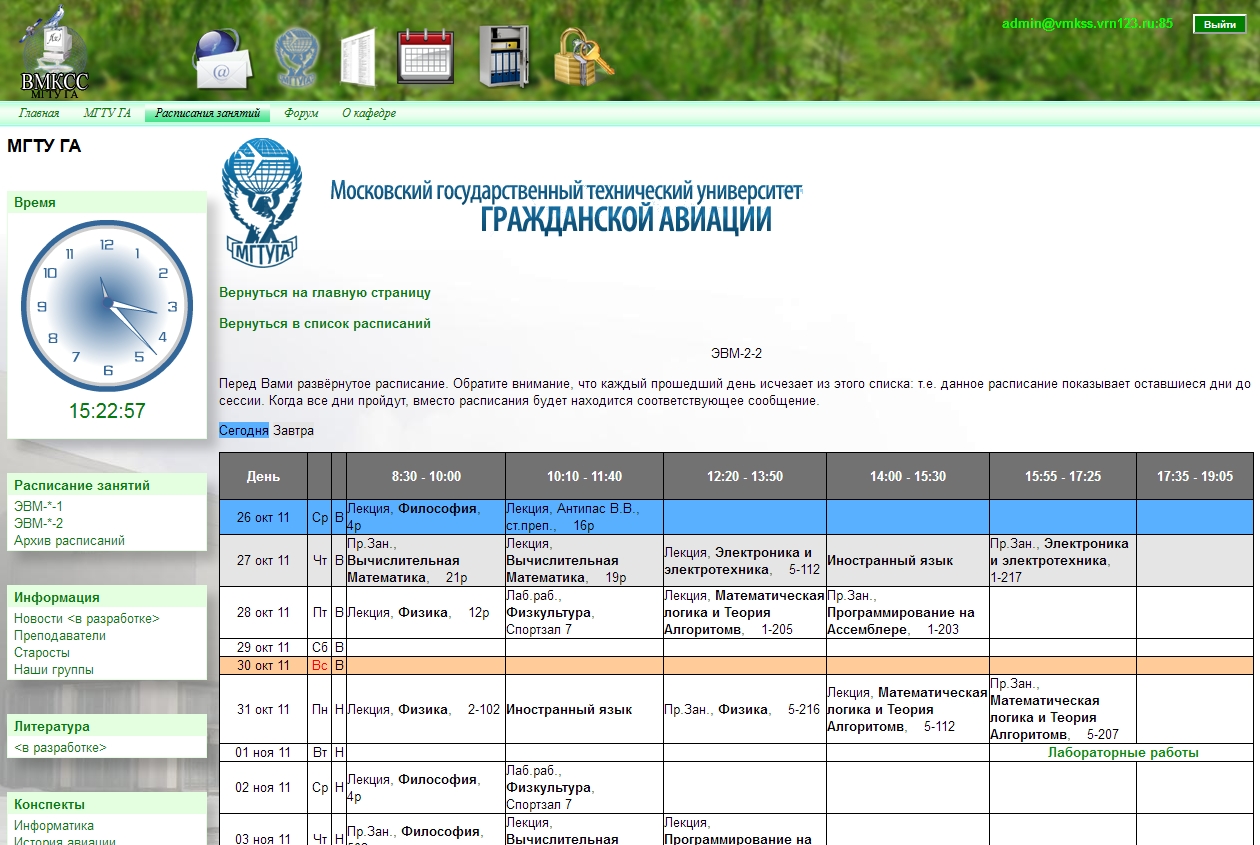 f(x)
ВМКСС
МГТУ ГА
@
admin@vmkss.vrn123.ru:85
Выйти
Главная
МГТУ ГА
Расписания занятий
Форум
О кафедре
МГТУ ГА
Время
12
1
2
3
4
5
6
7
8
9
10
11
15:22:57
Расписание занятий
ЭВМ-*-1
ЭВМ-*-2
Архив расписаний
Информация
Новости <в разработке>
Преподаватели
Старосты
Наши группы
Литература
<в разработке>
Конспекты
Информатика
История авиации
МГТУГА
Московский государственный технический университет
ГРАЖДАНСКОЙ АВИАЦИИ
Вернуться на главную страницу
Вернуться в список расписаний
ЭВМ-2-2
Перед Вами развёрнутое расписание. Обратите внимание, что каждый прошедший день исчезает из этого списка: т.е. данное расписание показывает оставшиеся дни до
сессии. Когда все дни пройдут, вместо расписания будет находится соответствующее сообщение.
Сегодня Завтра
День 8:30 - 10:00 10:10 - 11:40 12:20 - 13:50 14:00 - 15:30 15:55 - 17:25 17:35 - 19:05
26 окт 11 Ср В
Лекция, Философия,
4р
Лекция, Антипас В.В.,
ст.преп., 16р
27 окт 11 Чт В
Пр.Зан.,
Вычислительная
Математика, 21р
Лекция,
Вычислительная
Математика, 19р
Лекция, Электроника и
электротехника, 5-112
Иностранный язык
Пр.Зан., Электроника
и электротехника,
1-217
28 окт 11 Пт В
Лекция, Физика, 12р
Лаб.раб.,
Физкультура,
Спортзал 7
Лекция, Математическая
логика и Теория
Алгоритомв, 1-205
Пр.Зан.,
Программирование на
Ассемблере, 1-203
29 окт 11 Сб В
30 окт 11 Вс В
31 окт 11 Пн Н
Лекция, Физика, 2-102
Иностранный язык
Пр.Зан., Физика, 5-216
Лекция, Математическая
логика и Теория
Алгоритомв, 5-112
Пр.Зан.,
Математическая
логика и Теория
Алгоритомв, 5-207
01 ноя 11 Вт Н
Лабораторные работы
02 ноя 11 Ср Н
Лекция, Философия,
4р
Лаб.раб.,
Физкультура,
Спортзал 7
03 ноя 11 Чт Н
Пр.Зан., Философия,
Лекция,
Вычислительная
Лекция,
Программирование на